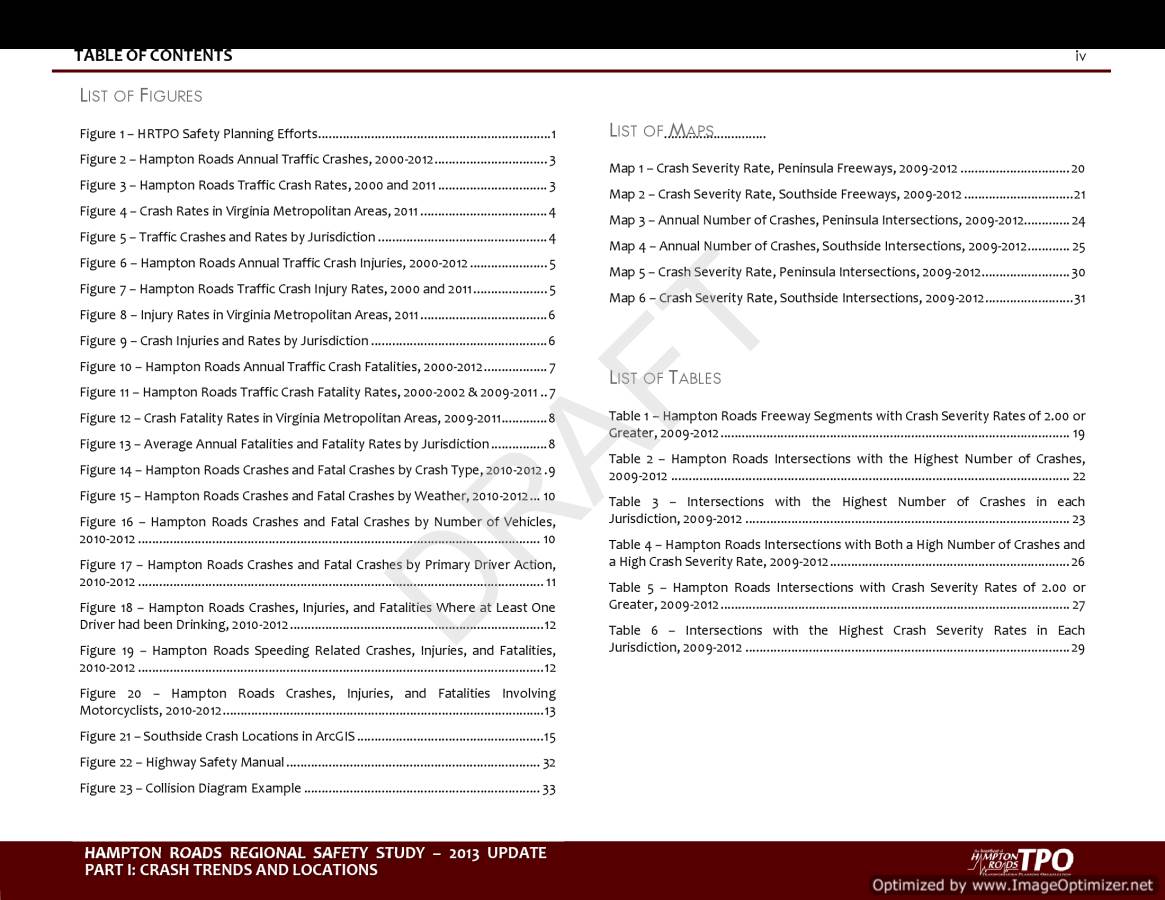 TABLE OF CONTENTS
iv
LIST OF FIGURES
Figure 1 – HRTPO Safety Planning Efforts..................................................................1
Figure 2 – Hampton Roads Annual Traffic Crashes, 2000-2012................................ 3
Figure 3 – Hampton Roads Traffic Crash Rates, 2000 and 2011 ............................... 3
Figure 4 – Crash Rates in Virginia Metropolitan Areas, 2011 .................................... 4
Figure 5 – Traffic Crashes and Rates by Jurisdiction ................................................ 4
Figure 6 – Hampton Roads Annual Traffic Crash Injuries, 2000-2012 ...................... 5
Figure 7 – Hampton Roads Traffic Crash Injury Rates, 2000 and 2011..................... 5
Figure 8 – Injury Rates in Virginia Metropolitan Areas, 2011.................................... 6
Figure 9 – Crash Injuries and Rates by Jurisdiction .................................................. 6
Figure 10 – Hampton Roads Annual Traffic Crash Fatalities, 2000-2012.................. 7
Figure 11 – Hampton Roads Traffic Crash Fatality Rates, 2000-2002 & 2009-2011 .. 7
Figure 12 – Crash Fatality Rates in Virginia Metropolitan Areas, 2009-2011.............8
Figure 13 – Average Annual Fatalities and Fatality Rates by Jurisdiction ................8
Figure 14 – Hampton Roads Crashes and Fatal Crashes by Crash Type, 2010-2012 .9
Figure 15 – Hampton Roads Crashes and Fatal Crashes by Weather, 2010-2012... 10
Figure 16 – Hampton Roads Crashes and Fatal Crashes by Number of Vehicles,
2010-2012 .................................................................................................................. 10
Figure 17 – Hampton Roads Crashes and Fatal Crashes by Primary Driver Action,
2010-2012 ................................................................................................................... 11
Figure 18 – Hampton Roads Crashes, Injuries, and Fatalities Where at Least One
Driver had been Drinking, 2010-2012 ........................................................................12
Figure 19 – Hampton Roads Speeding Related Crashes, Injuries, and Fatalities,
2010-2012 ...................................................................................................................12
Figure 20 – Hampton Roads Crashes, Injuries, and Fatalities Involving
Motorcyclists, 2010-2012...........................................................................................13
Figure 21 – Southside Crash Locations in ArcGIS .....................................................15
Figure 22 – Highway Safety Manual ........................................................................ 32
Figure 23 – Collision Diagram Example ................................................................... 33
LIST OF MAPS.............................
Map 1 – Crash Severity Rate, Peninsula Freeways, 2009-2012 ...............................20
Map 2 – Crash Severity Rate, Southside Freeways, 2009-2012 ...............................21
Map 3 – Annual Number of Crashes, Peninsula Intersections, 2009-2012............. 24
Map 4 – Annual Number of Crashes, Southside Intersections, 2009-2012............ 25
Map 5 – Crash Severity Rate, Peninsula Intersections, 2009-2012......................... 30
Map 6 – Crash Severity Rate, Southside Intersections, 2009-2012.........................31
LIST OF TABLES
Table 1 – Hampton Roads Freeway Segments with Crash Severity Rates of 2.00 or
Greater, 2009-2012................................................................................................... 19
Table 2 – Hampton Roads Intersections with the Highest Number of Crashes,
2009-2012 ................................................................................................................. 22
Table 3 – Intersections with the Highest Number of Crashes in each
Jurisdiction, 2009-2012 ............................................................................................ 23
Table 4 – Hampton Roads Intersections with Both a High Number of Crashes and
a High Crash Severity Rate, 2009-2012.................................................................... 26
Table 5 – Hampton Roads Intersections with Crash Severity Rates of 2.00 or
Greater, 2009-2012................................................................................................... 27
Table 6 – Intersections with the Highest Crash Severity Rates in Each
Jurisdiction, 2009-2012 ............................................................................................29
DRAFT
HAMPTON ROADS REGIONAL SAFETY STUDY – 2013 UPDATE
PART I: CRASH TRENDS AND LOCATIONS
HAMPTON
ROADS TPO
Optimized by www.ImageOptimizer.net